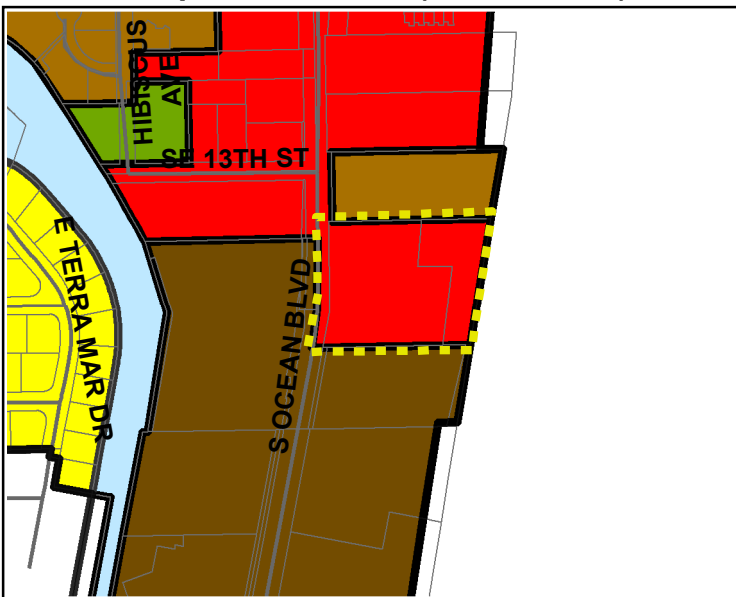 HIBISCUS
AVE
SE 13TH ST
E TERRA MAR DR
S OCEAN BLVD